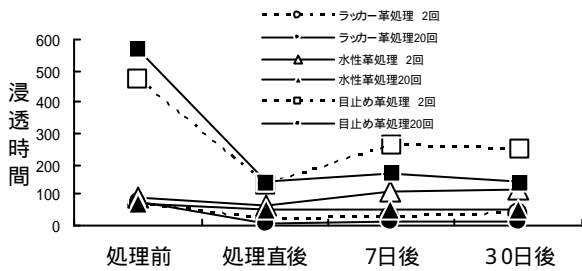 ラッカー革処理 2回
ラッカー革処理20回
水性革処理 2回
水性革処理20回
目止め革処理 2回
目止め革処理20回
600
500
400
300
200
100
0
浸透時間
処理前 処理直後 7日後 30日後